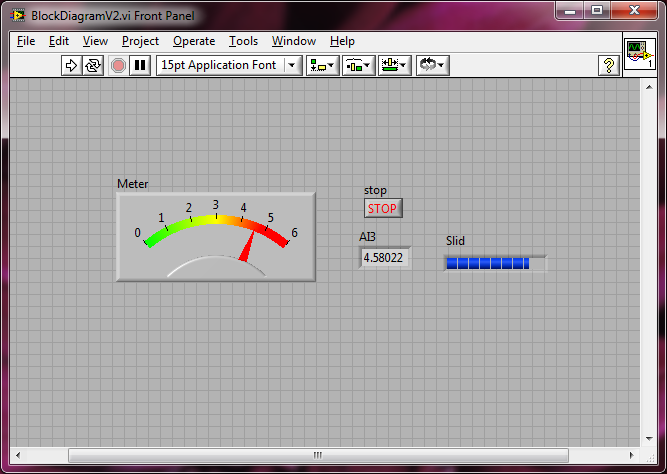 BlockDiagramV2.vi Front Panel
File Edit View Project Operate Tools Window Help
15pt Application Font
?
1
Meter
0 1 2 3 4 5 6
stop
STOP
AI3
4.58022
Slid